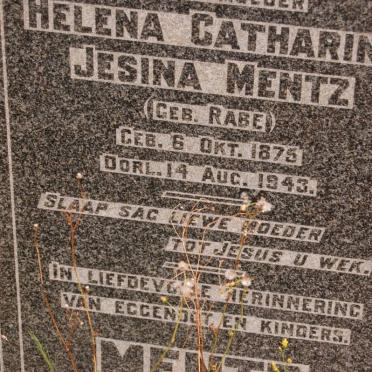 HELENA CATHARIN
JESINA MENTZ
(GEB. RABE)
GEB. 6 OKT. 1875
OORL. 14 AUG. 1943.
SLAAP SAG LIEWE MOEDER
TOT JESUS U WEK.
IN LIEFDEVOLLE HERINNERING
VAN EGGENOOT EN KINDERS.
MENTZ